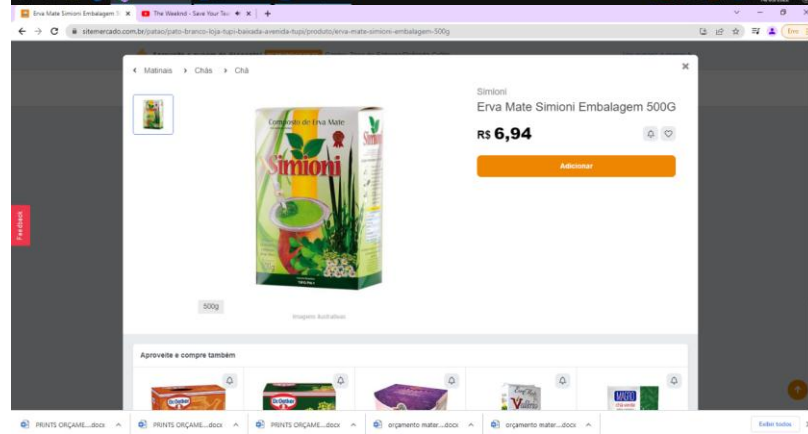 Erva Mate Simioni Embalagem 5
The Weeknd - Save Your Tea
sitemercado.com.br/patao/pato-branco-loja-tupi-baixada-avenida-tupi/produto/erva-mate-simioni-embalagem-500g
Matinais > Chás > Chá
Simioni
Erva Mate Simioni Embalagem 500G
R$ 6,94
Adicionar
Composto de Erva Mate
Simioni
500g
Imagens ilustrativas
Feedback
Aproveite e compre também
Dr.Oetker
Dr.Oetker
PRINTS ORÇAME....docx
PRINTS ORÇAME....docx
PRINTS ORÇAME....docx
orçamento mater....docx
orçamento mater....docx
Exibir todos